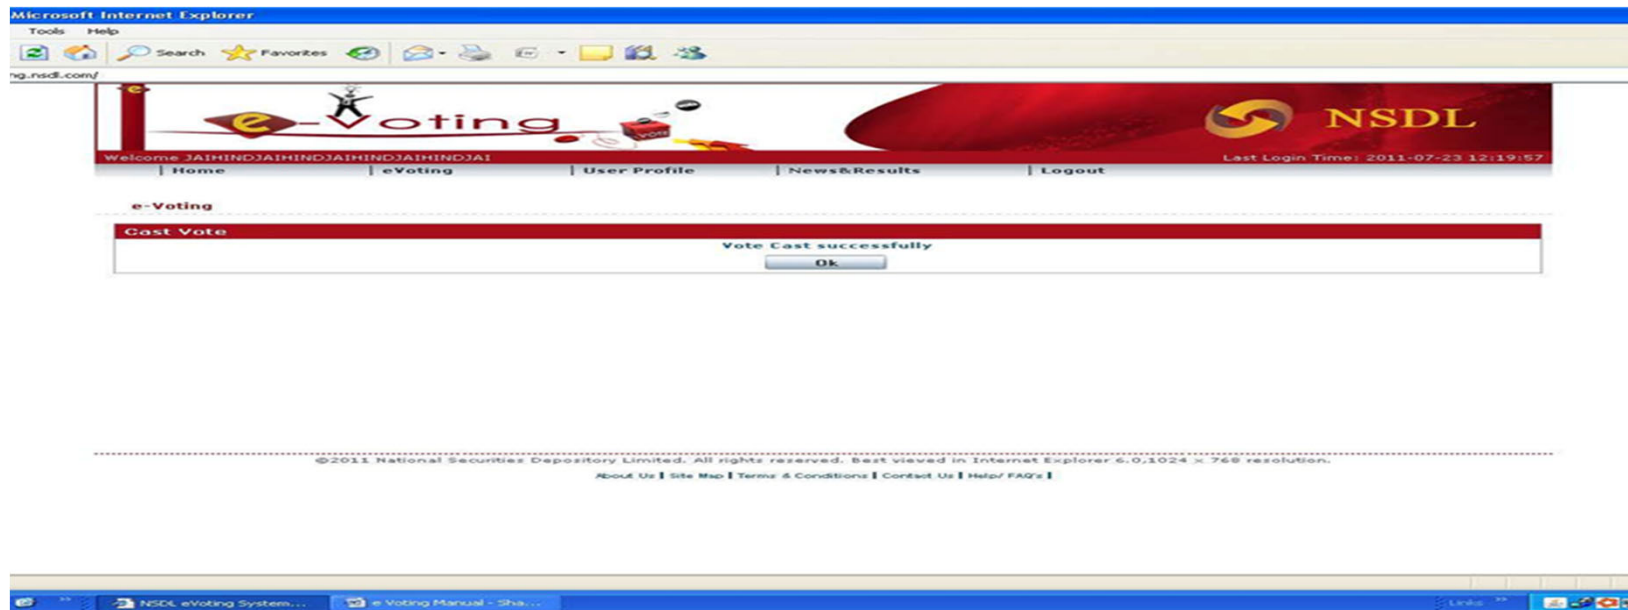 Microsoft Internet Explorer
Tools Help
Search Favorites
ng.nsdl.com/
e-Voting
VOTE
NSDL
Welcome JAIHINDJAIHINDJAIHINDJAIHINDJAI Last Login Time: 2011-07-23 12:19:57
Home eVoting User Profile News&Results Logout
e-Voting
Cast Vote
Vote Cast successfully
Ok
©2011 National Securities Depository Limited. All rights reserved. Best viewed in Internet Explorer 6.0,1024 x 768 resolution.
About Us | Site Map | Terms & Conditions | Contact Us | Help/ FAQ's |
NSDL eVoting System... e Voting Manual - Sha... Links »